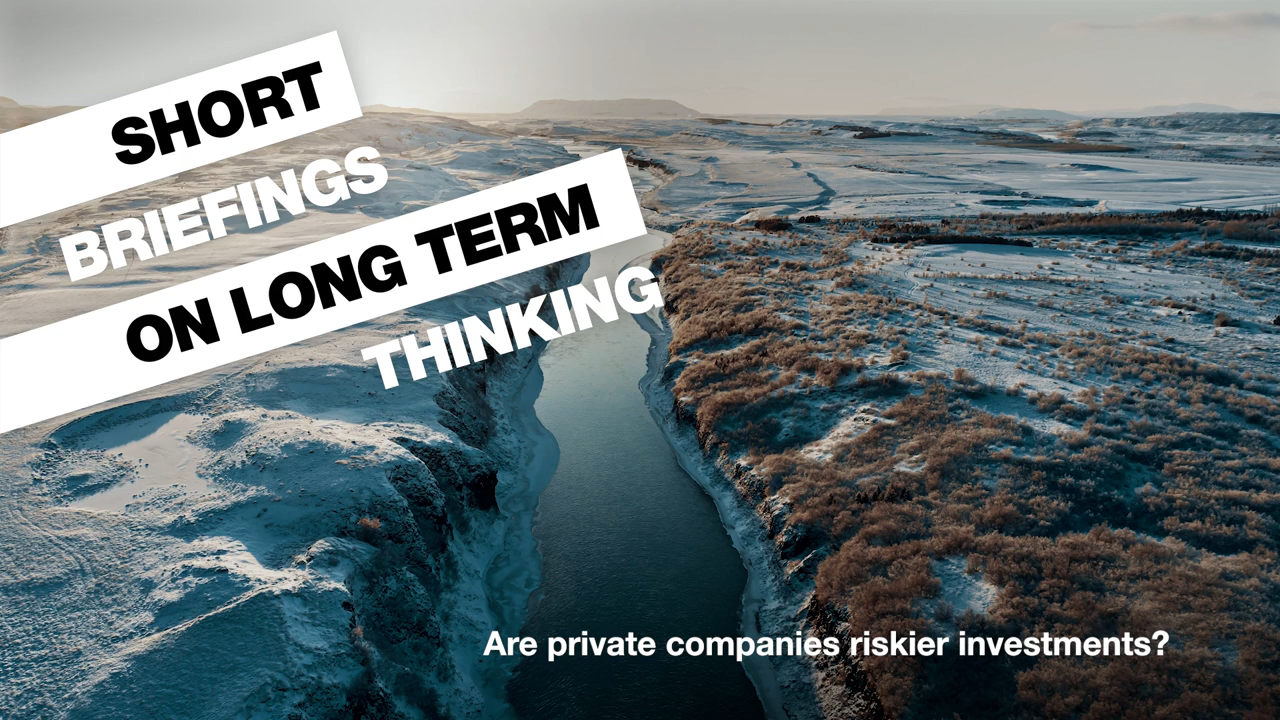 SHORT
BRIEFINGS
ON LONG TERM
THINKING
Are private companies riskier investments?